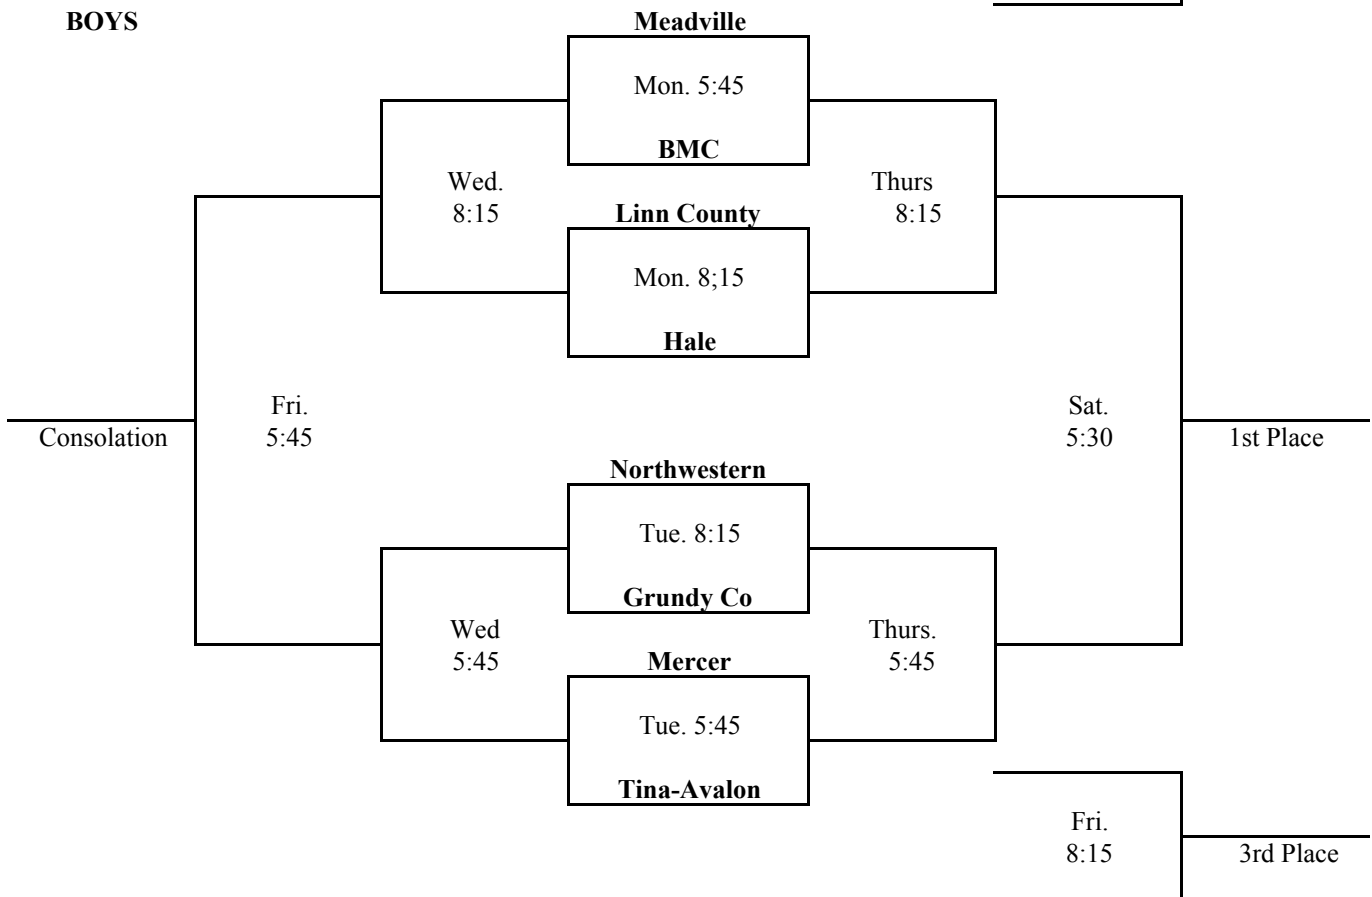 BOYS
Meadville
Mon. 5:45
BMC
Wed.
8:15
Thurs
8:15
Linn County
Mon. 8;15
Hale
Fri.
5:45
Consolation
Sat.
5:30
1st Place
Northwestern
Tue. 8:15
Grundy Co
Wed
5:45
Thurs.
5:45
Mercer
Tue. 5:45
Tina-Avalon
Fri.
8:15
3rd Place